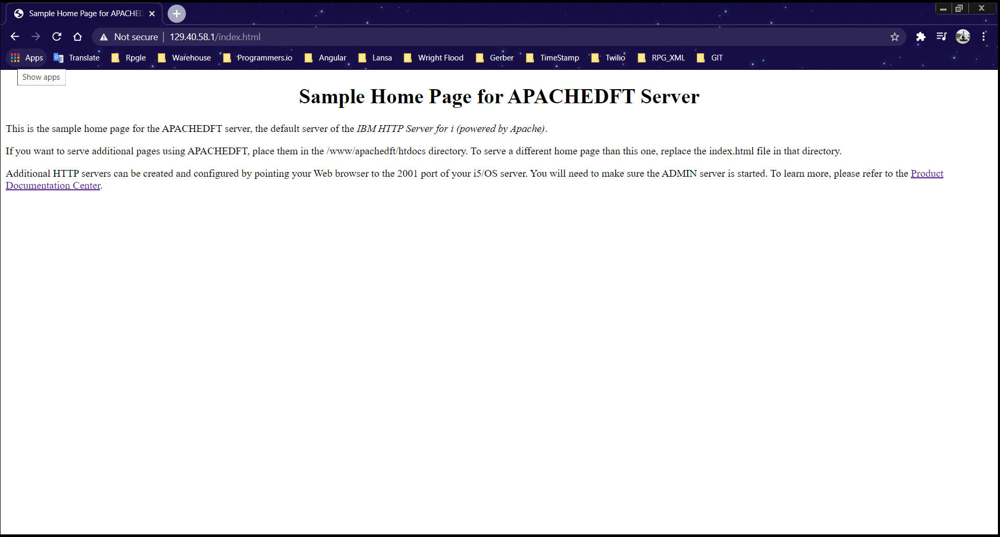 Sample Home Page for APACHED
Not secure 129.40.58.1/index.html
Apps Translate Rpgle Warehouse Programmers.io Angular Lansa Wright Flood Gerber TimeStamp Twilio RPG_XML GIT
Show apps
Sample Home Page for APACHEDFT Server
This is the sample home page for the APACHEDFT server, the default server of the IBM HTTP Server for i (powered by Apache).
If you want to serve additional pages using APACHEDFT, place them in the /www/apachedft/htdocs directory. To serve a different home page than this one, replace the index.html file in that directory.
Additional HTTP servers can be created and configured by pointing your Web browser to the 2001 port of your i5/OS server. You will need to make sure the ADMIN server is started. To learn more, please refer to the Product
Documentation Center.